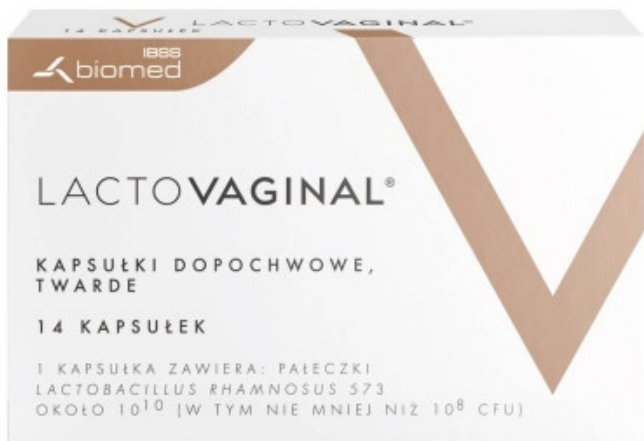 14 KAPSUŁEK LACTOVAGINAL®
IBSS
biomed
LACTOVAGINAL®
KAPSUŁKI DOPOCHWOWE,
TWARDE
14 KAPSUŁEK
1 KAPSUŁKA ZAWIERA: PAŁECZKI
LACTOBACILLUS RHAMNOSUS 573
OKOŁO 10¹⁰ (W TYM NIE MNIEJ NIŻ 10⁸ CFU)